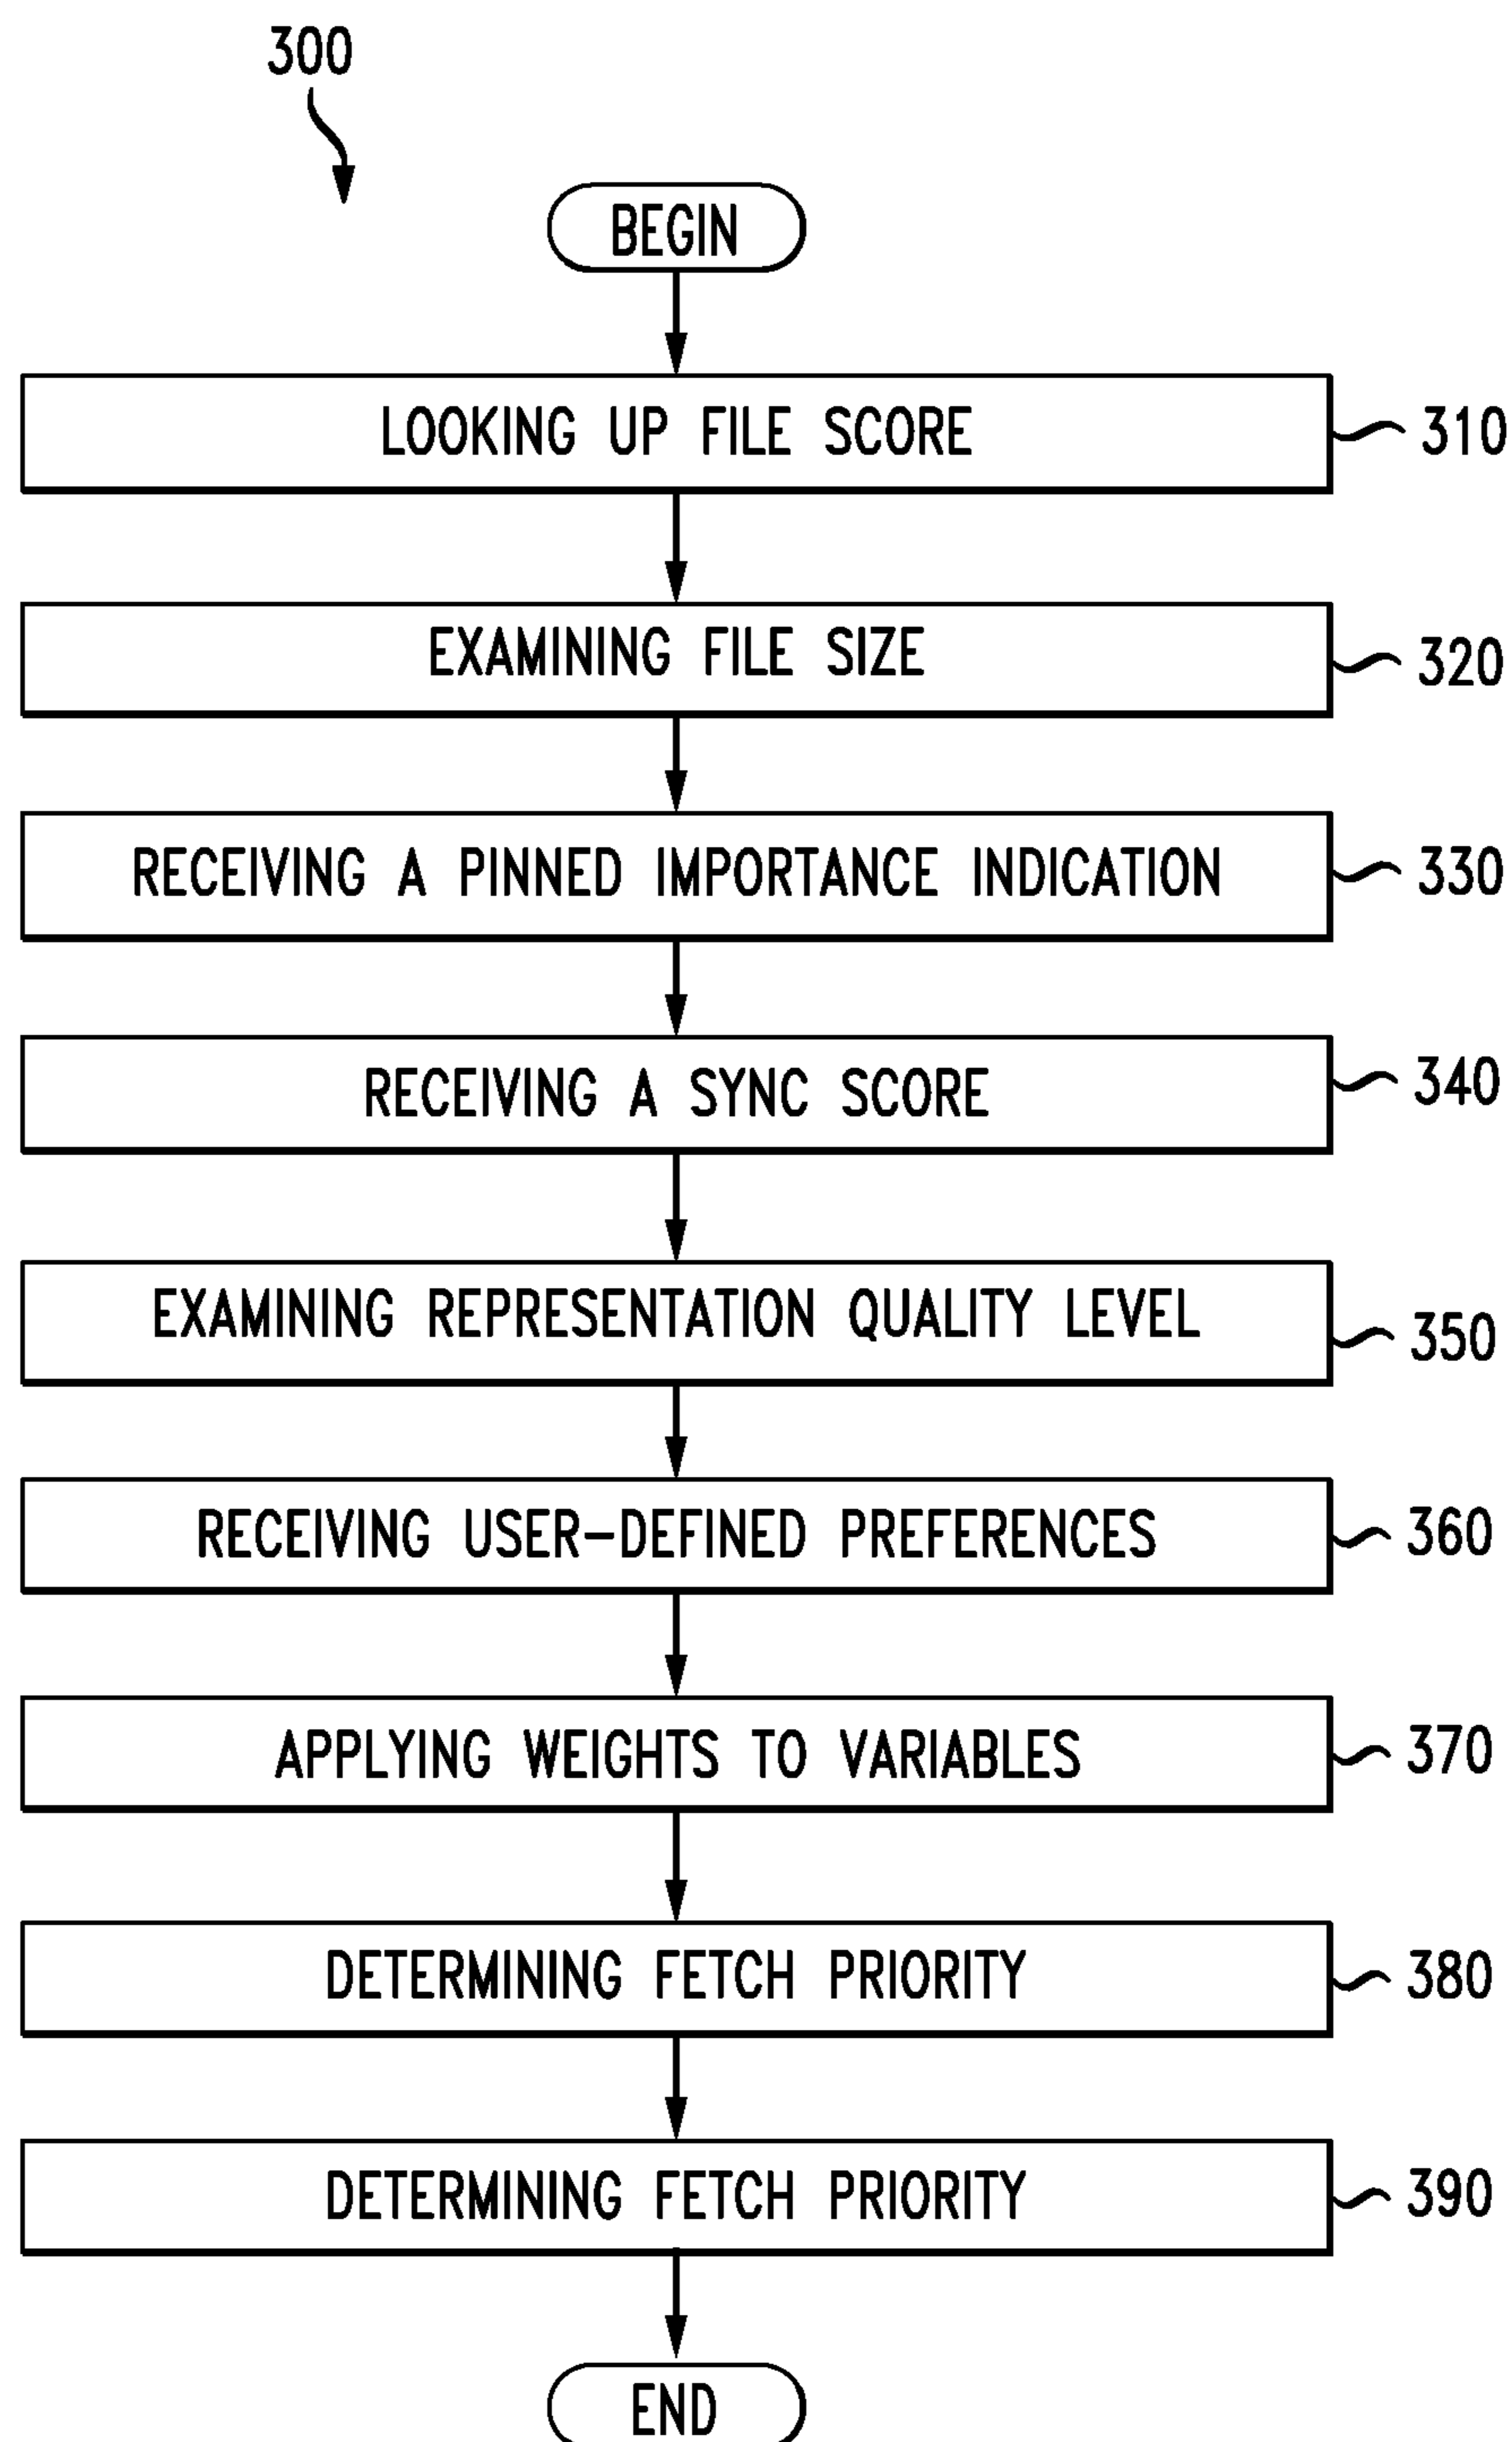 300
BEGIN
LOOKING UP FILE SCORE
310
EXAMINING FILE SIZE
320
RECEIVING A PINNED IMPORTANCE INDICATION
330
RECEIVING A SYNC SCORE
340
EXAMINING REPRESENTATION QUALITY LEVEL
350
RECEIVING USER-DEFINED PREFERENCES
360
APPLYING WEIGHTS TO VARIABLES
370
DETERMINING FETCH PRIORITY
380
DETERMINING FETCH PRIORITY
390
END